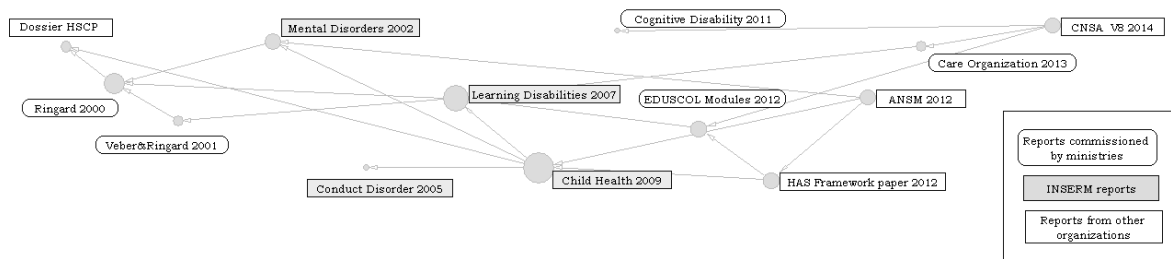 Dossier HSCP
Mental Disorders 2002
Cognitive Disability 2011
CNSA V8 2014
Care Organization 2013
Ringard 2000
Learning Disabilities 2007
EDUSCOL Modules 2012
ANSM 2012
Veber&Ringard 2001
Conduct Disorder 2005
Child Health 2009
HAS Framework paper 2012
Reports commissioned
by ministries
INSERM reports
Reports from other
organizations